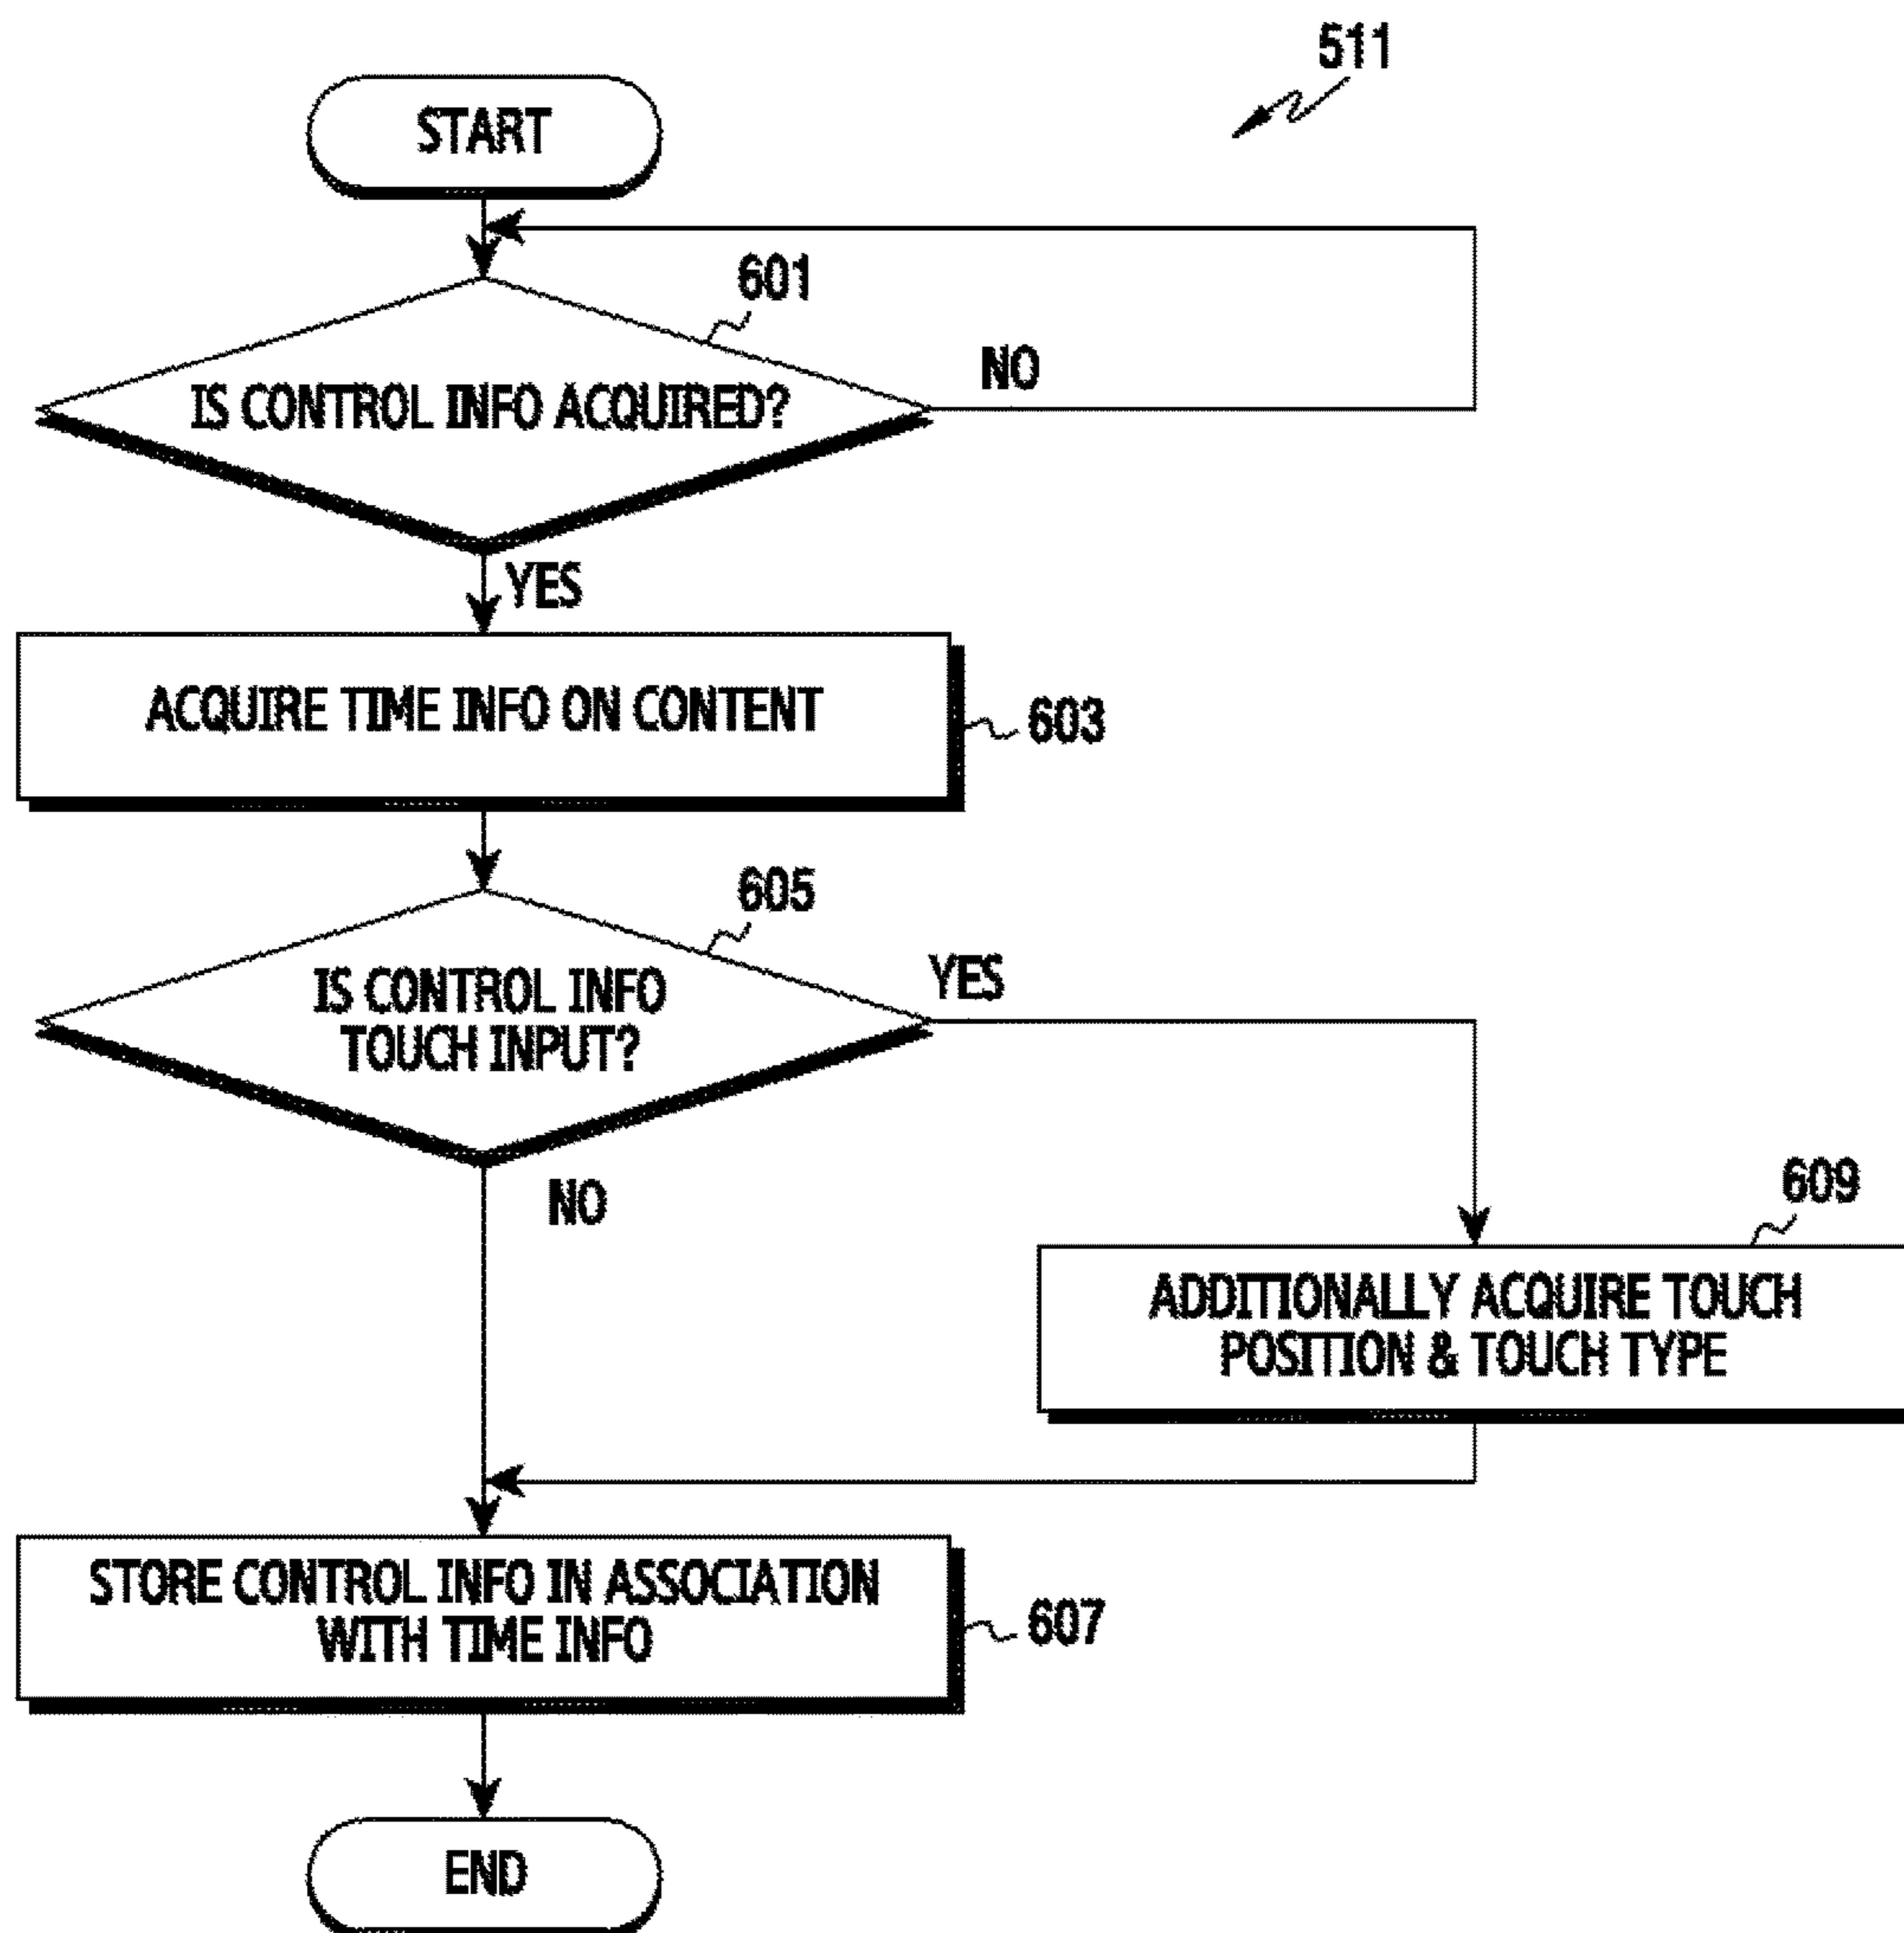 511
START
601
IS CONTROL INFO ACQUIRED?
NO
YES
ACQUIRE TIME INFO ON CONTENT
603
605
IS CONTROL INFO
TOUCH INPUT?
YES
NO
609
ADDITIONALLY ACQUIRE TOUCH
POSITION & TOUCH TYPE
STORE CONTROL INFO IN ASSOCIATION
WITH TIME INFO
607
END